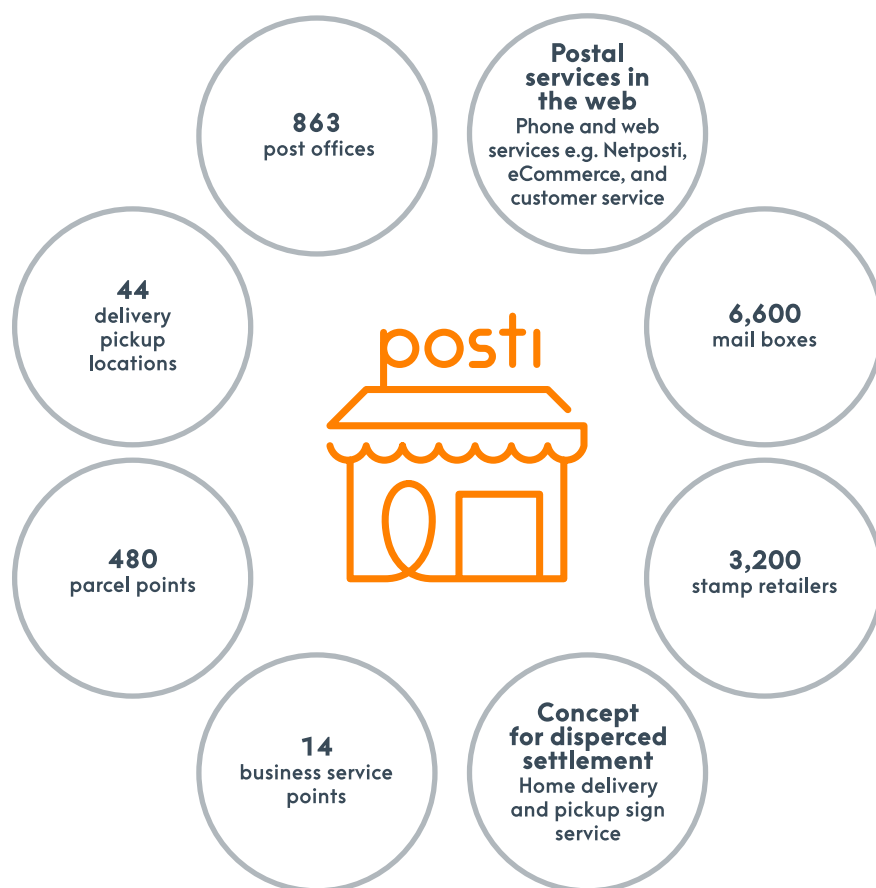 863
post offices
Postal
services in
the web
Phone and web
services e.g. Netposti,
eCommerce, and
customer service
44
delivery
pickup
locations
posti
6,600
mail boxes
480
parcel points
3,200
stamp retailers
14
business service
points
Concept
for disperced
settlement
Home delivery
and pickup sign
service